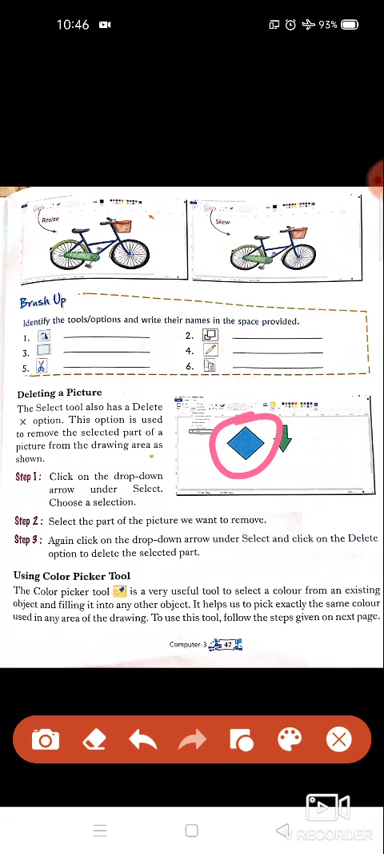 10:46
93%
Resize
Skew
Brush Up
Identify the tools/options and write their names in the space provided.
1.
2.
3.
4.
5.
6.
Deleting a Picture
The Select tool also has a Delete
× option. This option is used
to remove the selected part of a
picture from the drawing area as
shown.
Step 1: Click on the drop-down
arrow under Select.
Choose a selection.
Step 2: Select the part of the picture we want to remove.
Step 3: Again click on the drop-down arrow under Select and click on the Delete
option to delete the selected part.
Using Color Picker Tool
The Color picker tool is a very useful tool to select a colour from an existing
object and filling it into any other object. It helps us to pick exactly the same colour
used in any area of the drawing. To use this tool, follow the steps given on next page.
Computer-3
47
RECORDER